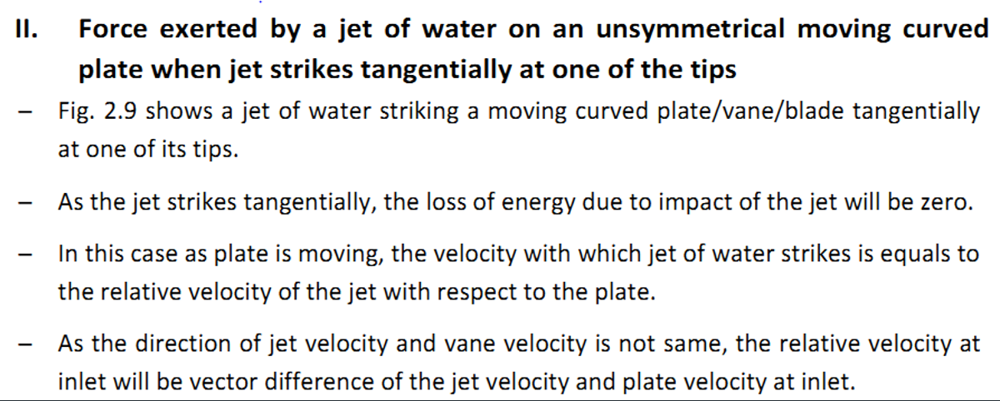 II. Force exerted by a jet of water on an unsymmetrical moving curved
plate when jet strikes tangentially at one of the tips
– Fig. 2.9 shows a jet of water striking a moving curved plate/vane/blade tangentially
at one of its tips.
– As the jet strikes tangentially, the loss of energy due to impact of the jet will be zero.
– In this case as plate is moving, the velocity with which jet of water strikes is equals to
the relative velocity of the jet with respect to the plate.
– As the direction of jet velocity and vane velocity is not same, the relative velocity at
inlet will be vector difference of the jet velocity and plate velocity at inlet.